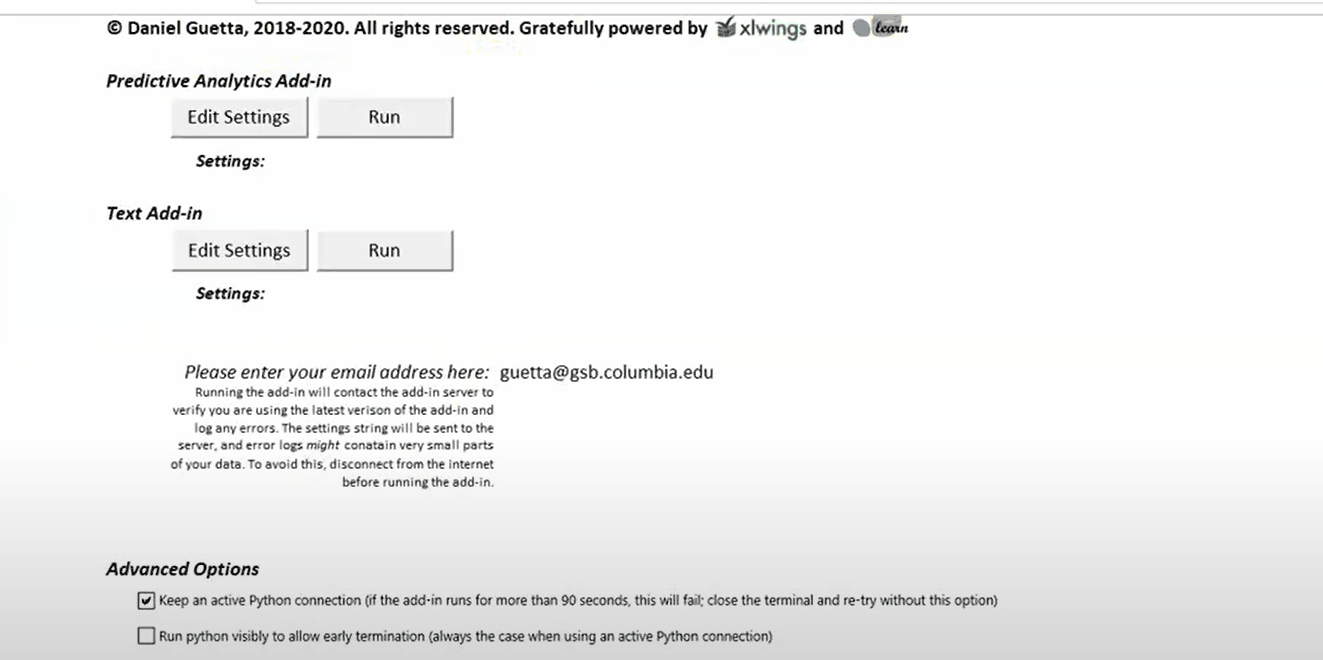 © Daniel Guetta, 2018-2020. All rights reserved. Gratefully powered by xlwings and learn
Predictive Analytics Add-in
Edit Settings Run
Settings:
Text Add-in
Edit Settings Run
Settings:
Please enter your email address here: guetta@gsb.columbia.edu
Running the add-in will contact the add-in server to
verify you are using the latest verison of the add-in and
log any errors. The settings string will be sent to the
server, and error logs might conatain very small parts
of your data. To avoid this, disconnect from the internet
before running the add-in.
Advanced Options
Keep an active Python connection (if the add-in runs for more than 90 seconds, this will fail; close the terminal and re-try without this option)
Run python visibly to allow early termination (always the case when using an active Python connection)